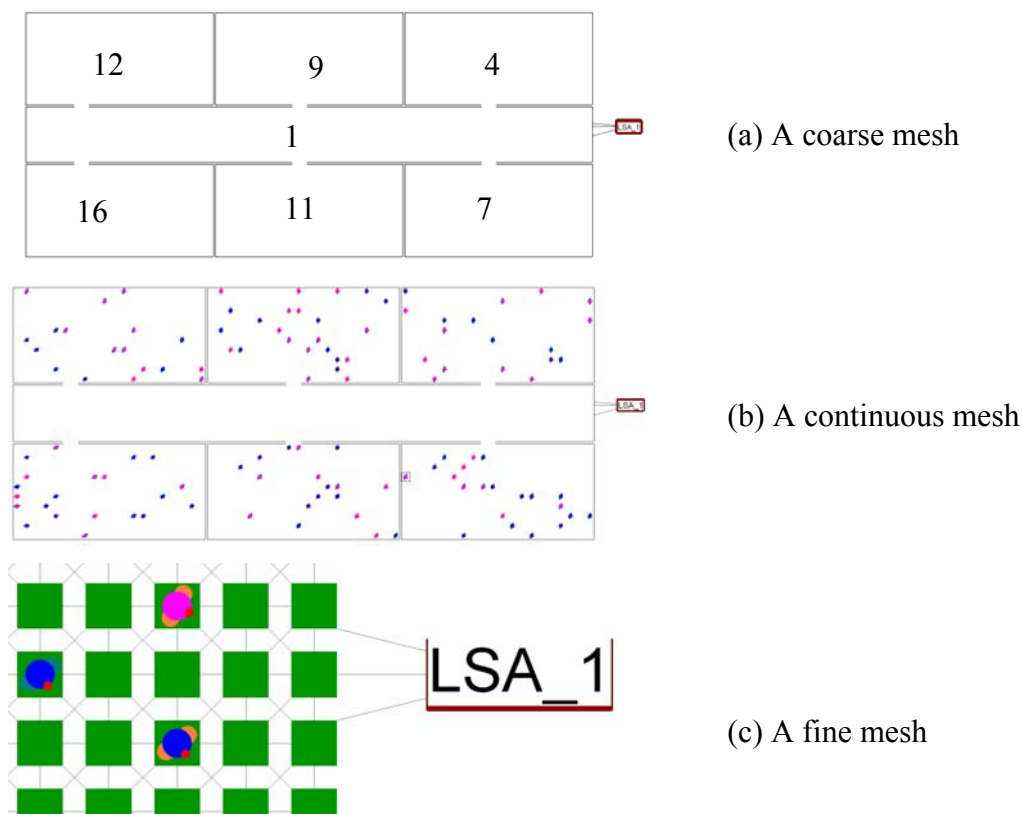 12 9 4
1
LSA_1
16 11 7
(a) A coarse mesh
LSA_1
(b) A continuous mesh
LSA_1
(c) A fine mesh